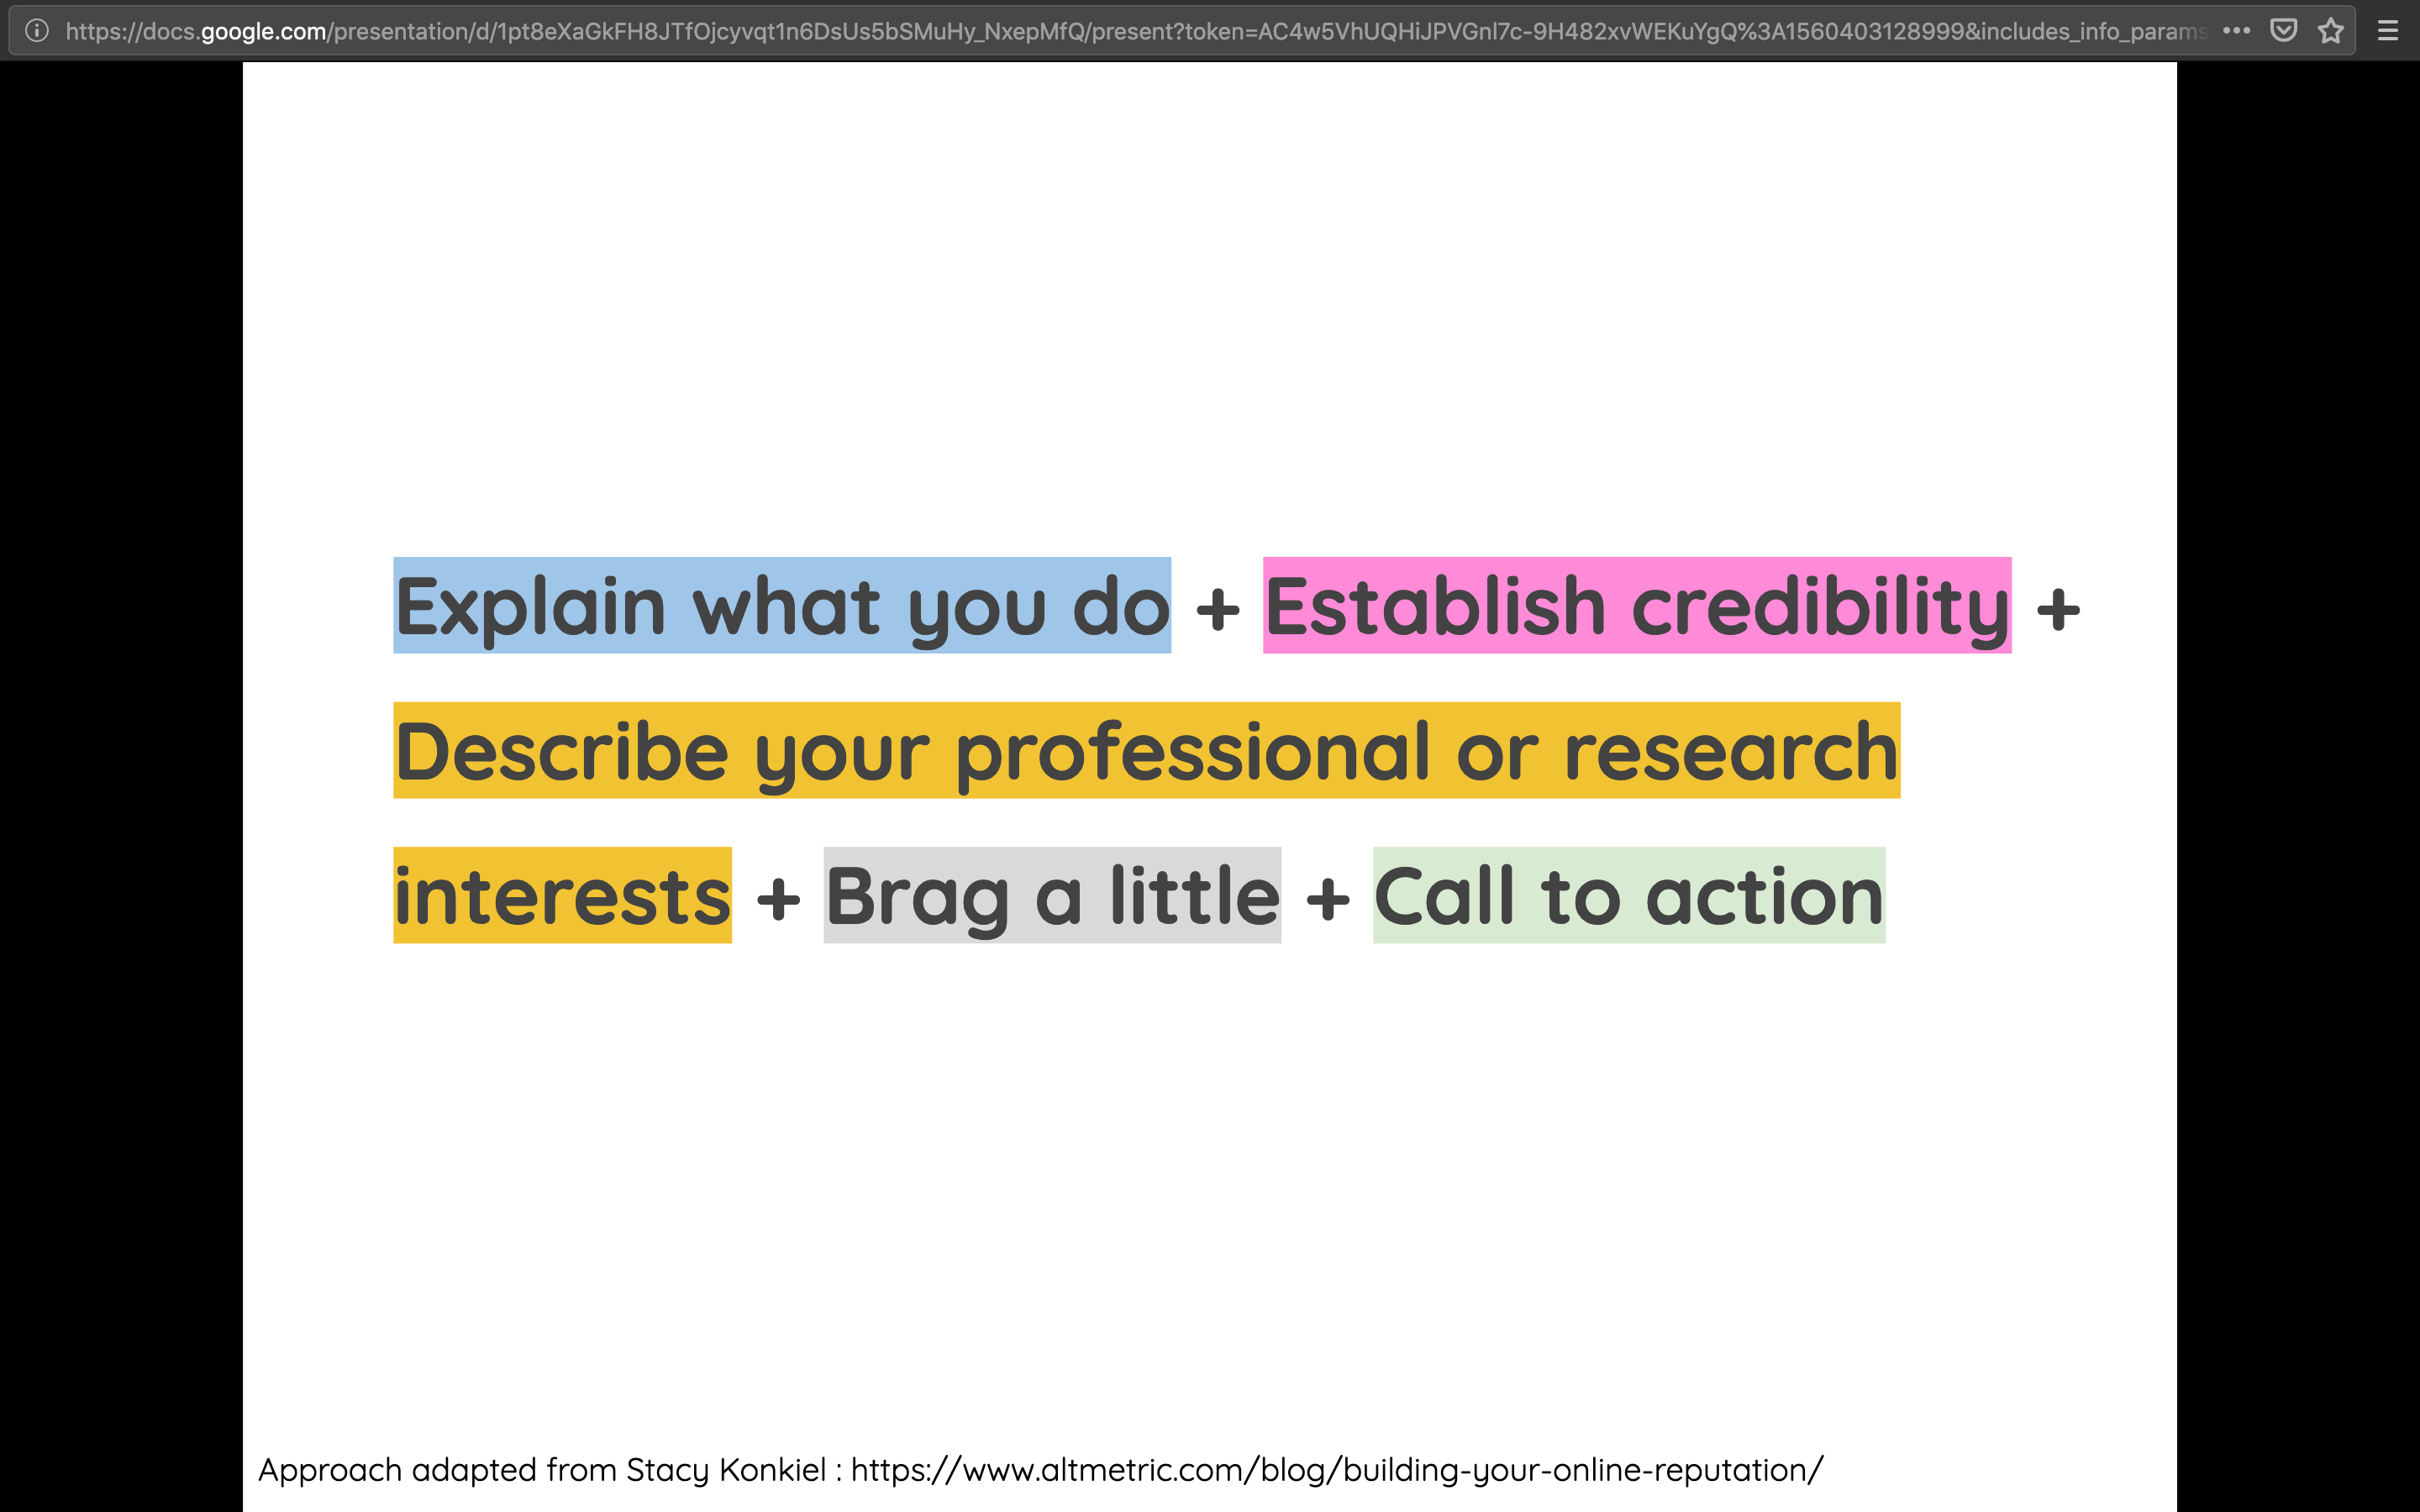 https://docs.google.com/presentation/d/1pt8eXaGkFH8JTfOjcyvqt1n6DsUs5bSMuHy_NxepMfQ/present?token=AC4w5VhUQHiJPVGnl7c-9H482xvWEKuYgQ%3A1560403128999&includes_info_params
Explain what you do + Establish credibility +
Describe your professional or research
interests + Brag a little + Call to action
Approach adapted from Stacy Konkiel : https://www.altmetric.com/blog/building-your-online-reputation/